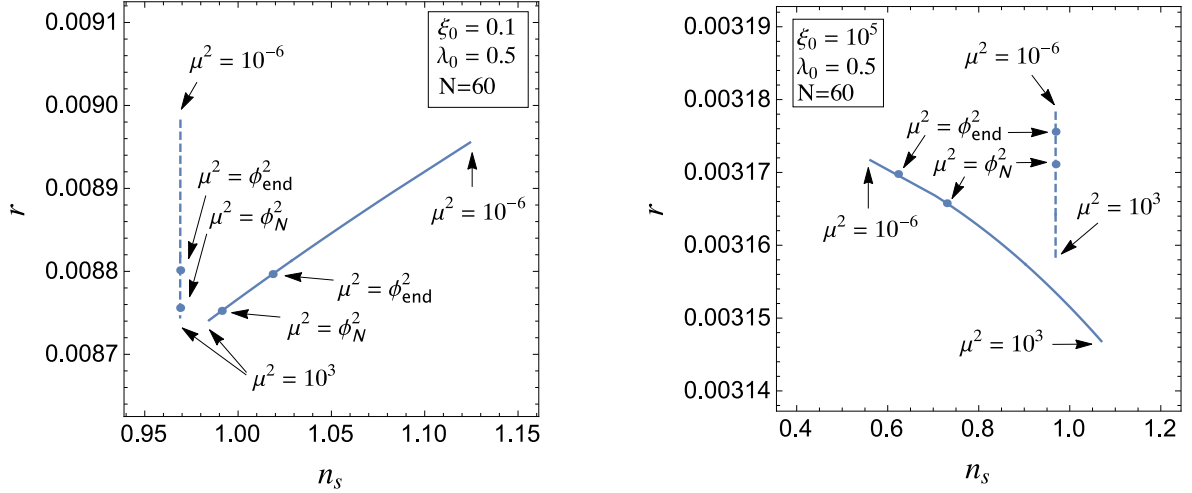 0.0091
0.0090
0.0089
0.0088
0.0087
r
ξ₀ = 0.1
λ₀ = 0.5
N=60
μ² = 10⁻⁶
μ² = ϕ²_end
μ² = ϕ²_N
μ² = 10⁻⁶
μ² = ϕ²_end
μ² = ϕ²_N
μ² = 10³
0.95 1.00 1.05 1.10 1.15
n_s
0.00319
0.00318
0.00317
0.00316
0.00315
0.00314
r
ξ₀ = 10⁵
λ₀ = 0.5
N=60
μ² = 10⁻⁶
μ² = ϕ²_end
μ² = ϕ²_N
μ² = 10⁻⁶
μ² = 10³
μ² = 10³
0.4 0.6 0.8 1.0 1.2
n_s